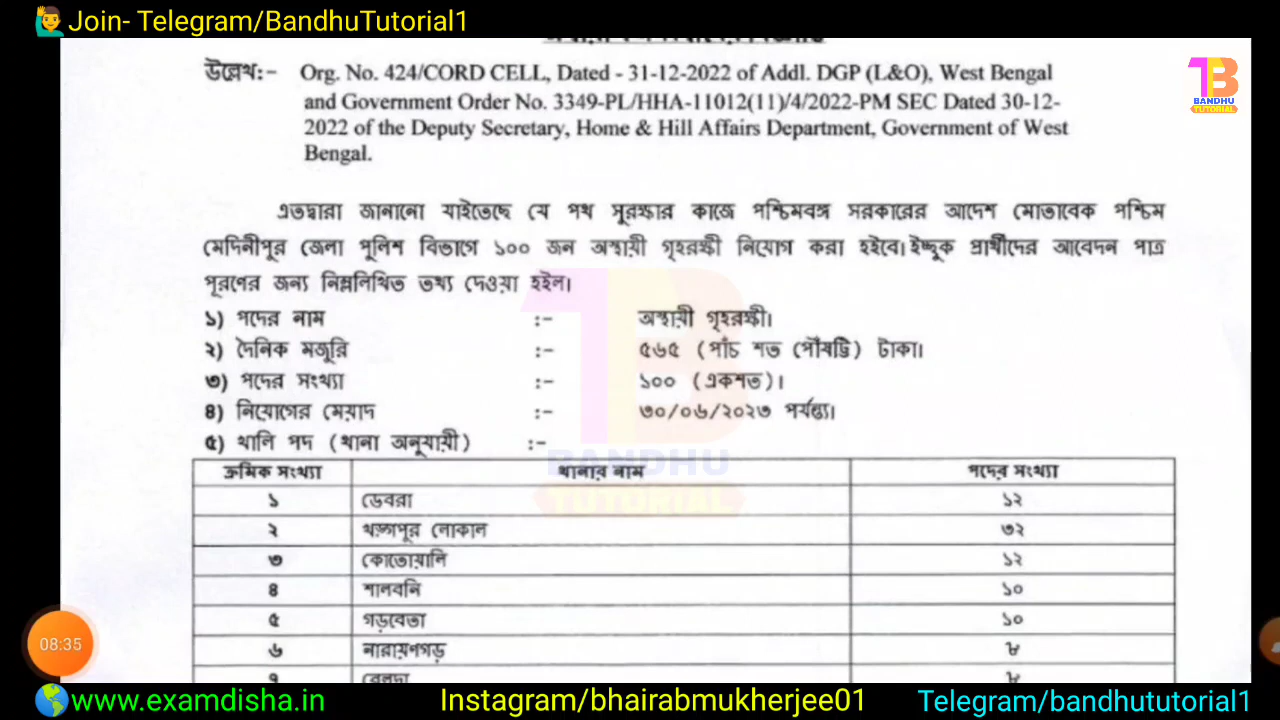 Join- Telegram/BandhuTutorial1
উল্লেখ:- Org. No. 424/CORD CELL, Dated - 31-12-2022 of Addl. DGP (L&O), West Bengal
and Government Order No. 3349-PL/HHA-11012(11)/4/2022-PM SEC Dated 30-12-
2022 of the Deputy Secretary, Home & Hill Affairs Department, Government of West
Bengal.
BANDHU
TUTORIAL
এতদ্বারা জানানো যাইতেছে যে পথ সুরক্ষার কাজে পশ্চিমবঙ্গ সরকারের আদেশ মোতাবেক পশ্চিম
মেদিনীপুর জেলা পুলিশ বিভাগে ১০০ জন অস্থায়ী গৃহরক্ষী নিয়োগ করা হইবে। ইচ্ছুক প্রার্থীদের আবেদন পাত্র
পূরণের জন্য নিম্নলিখিত তথ্য দেওয়া হইল।
১) পদের নাম :- অস্থায়ী গৃহরক্ষী।
২) দৈনিক মজুরি :- ৫৬৫ (পাঁচ শত পৌঁষট্টি) টাকা।
৩) পদের সংখ্যা :- ১০০ (একশত)।
৪) নিয়োগের মেয়াদ :- ৩০/০৬/২০২৩ পর্যন্ত্য।
৫) খালি পদ (থানা অনুযায়ী) :-
BANDHU
TUTORIAL
ক্রমিক সংখ্যা থানার নাম পদের সংখ্যা
১ ডেবরা ১২
২ খড়্গপুর লোকাল ৩২
৩ কোতোয়ালি ১২
৪ শালবনি ১০
৫ গড়বেতা ১০
৬ নারায়ণগড় ৮
৭ বেলদা ৮
08:35
www.examdisha.in
Instagram/bhairabmukherjee01
Telegram/bandhututorial1